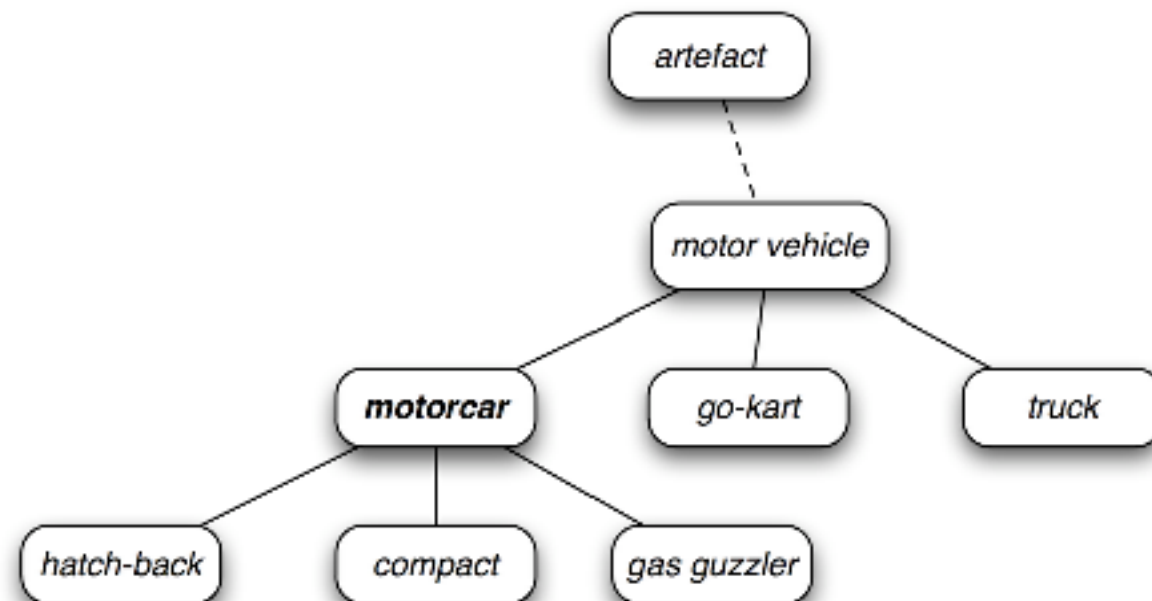 artefact
motor vehicle
motorcar
go-kart
truck
hatch-back
compact
gas guzzler